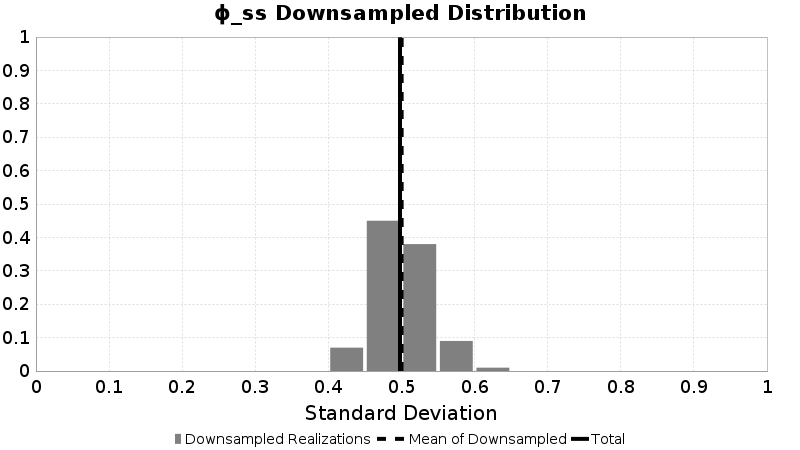 ϕ_ss Downsampled Distribution
1
0.9
0.8
0.7
0.6
0.5
0.4
0.3
0.2
0.1
0
0 0.1 0.2 0.3 0.4 0.5 0.6 0.7 0.8 0.9 1
Standard Deviation
Downsampled Realizations Mean of Downsampled Total